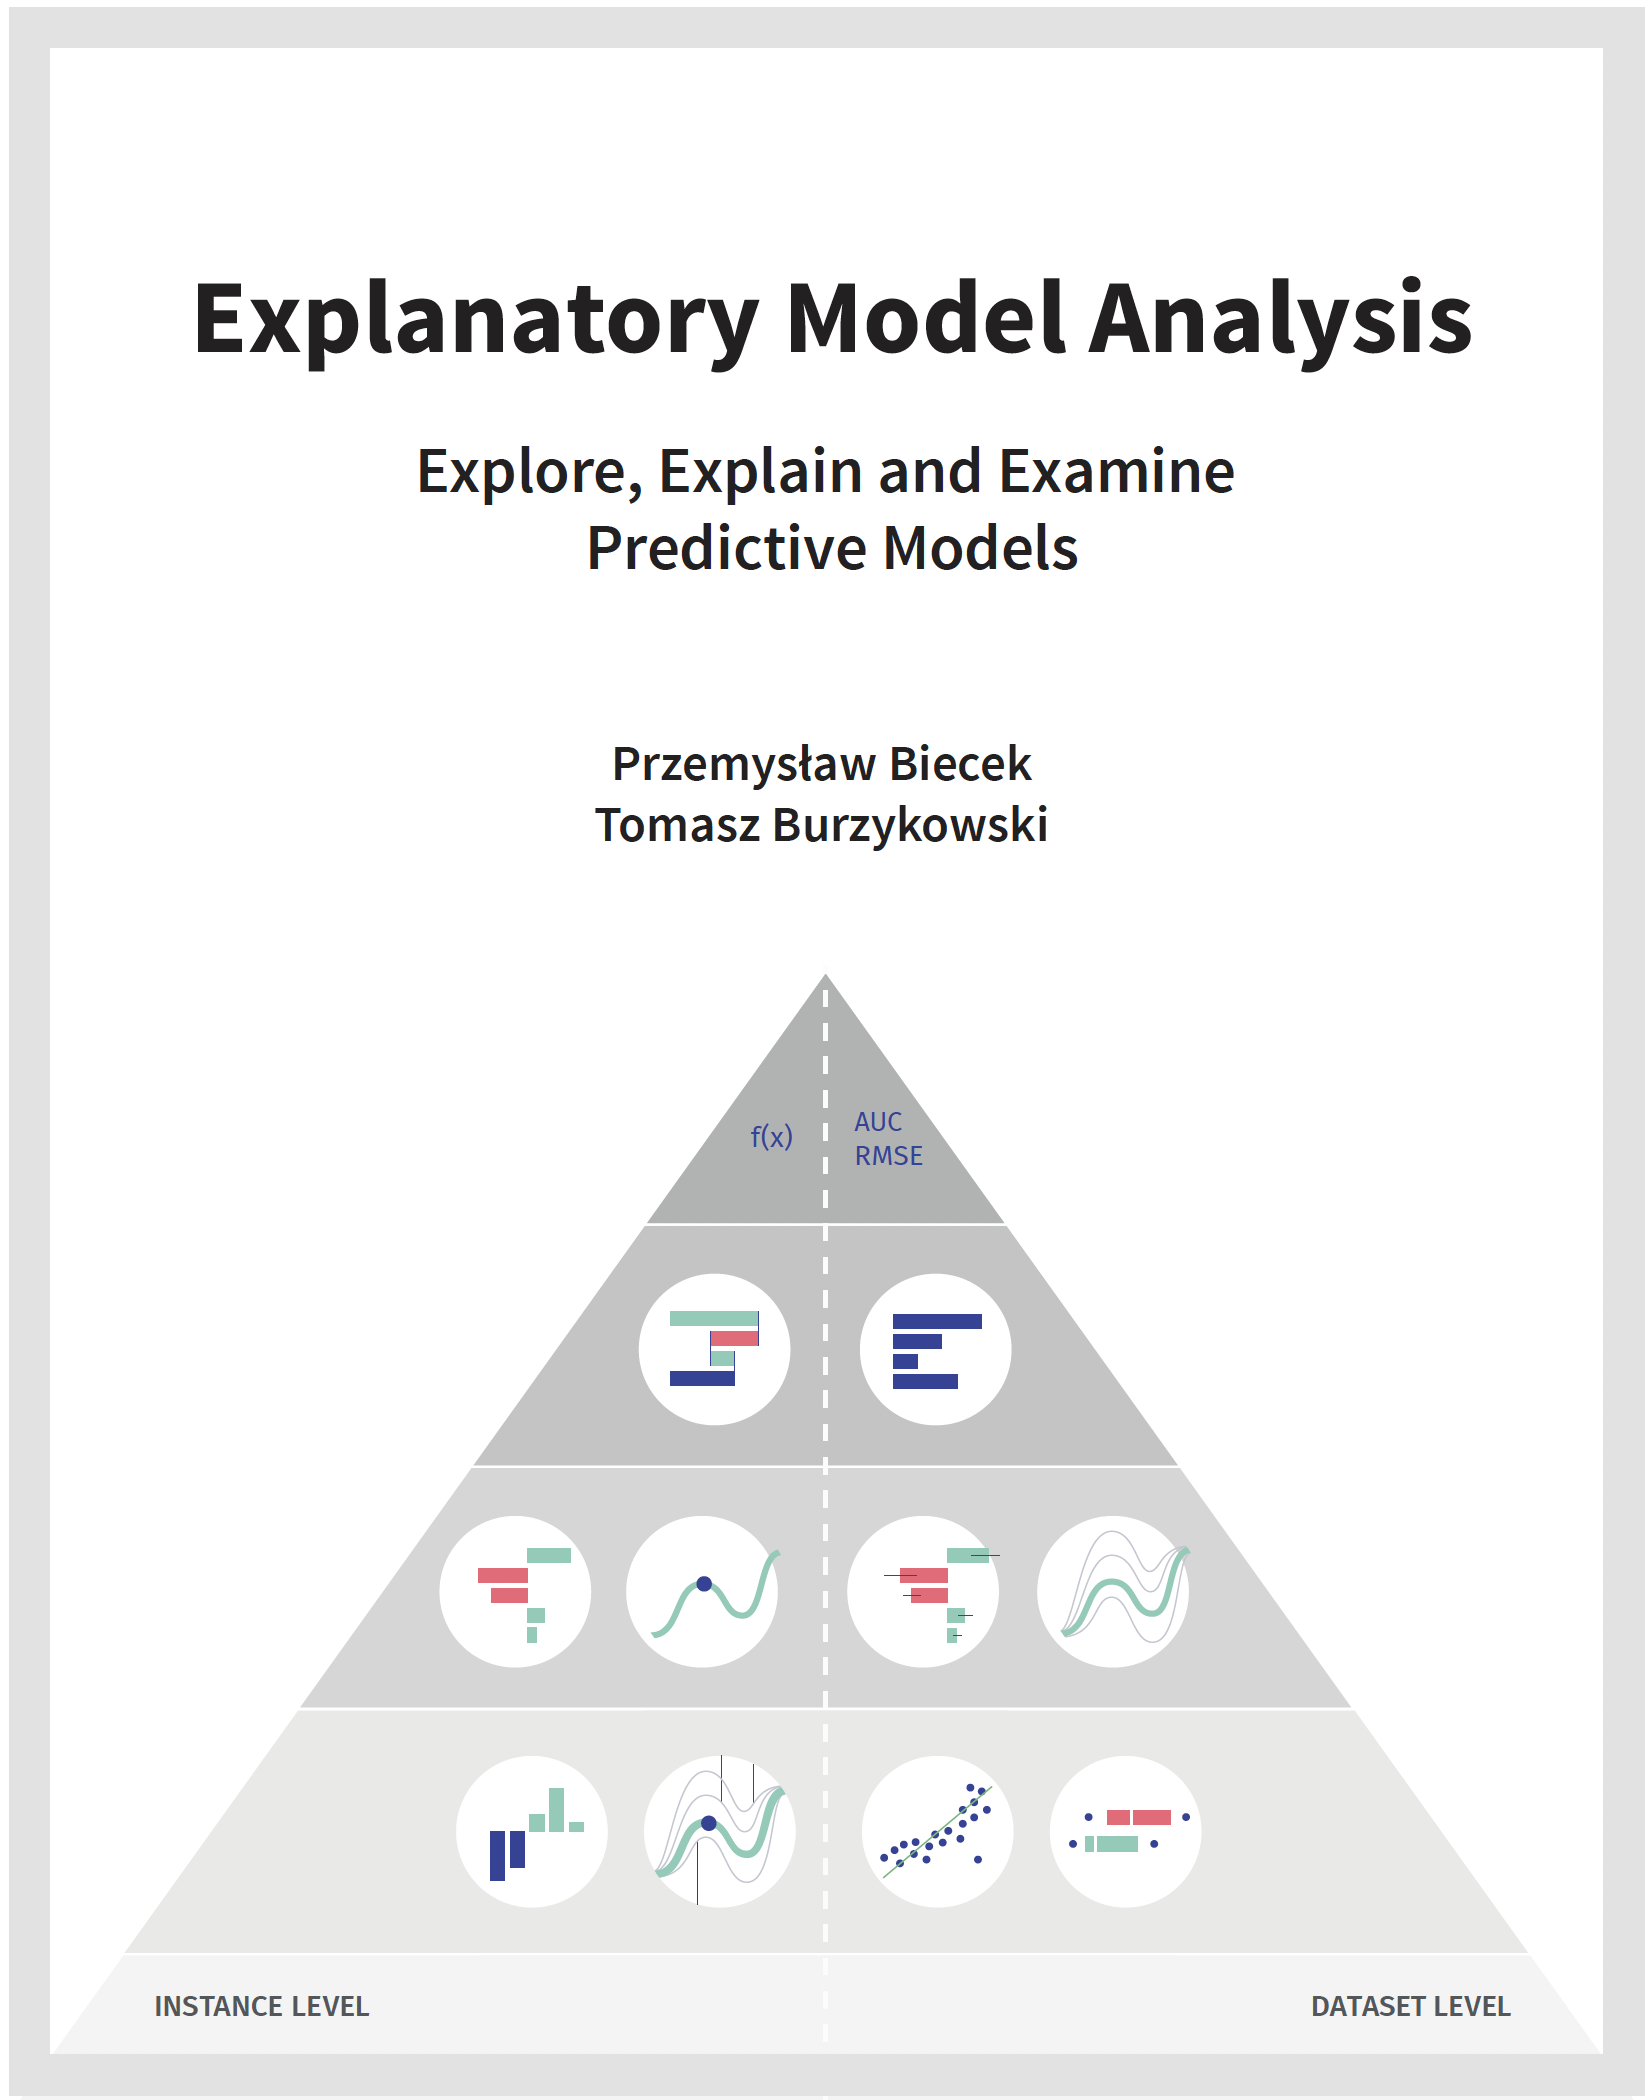 Explanatory Model Analysis
Explore, Explain and Examine
Predictive Models
Przemysław Biecek
Tomasz Burzykowski
f(x)
AUC
RMSE
INSTANCE LEVEL
DATASET LEVEL